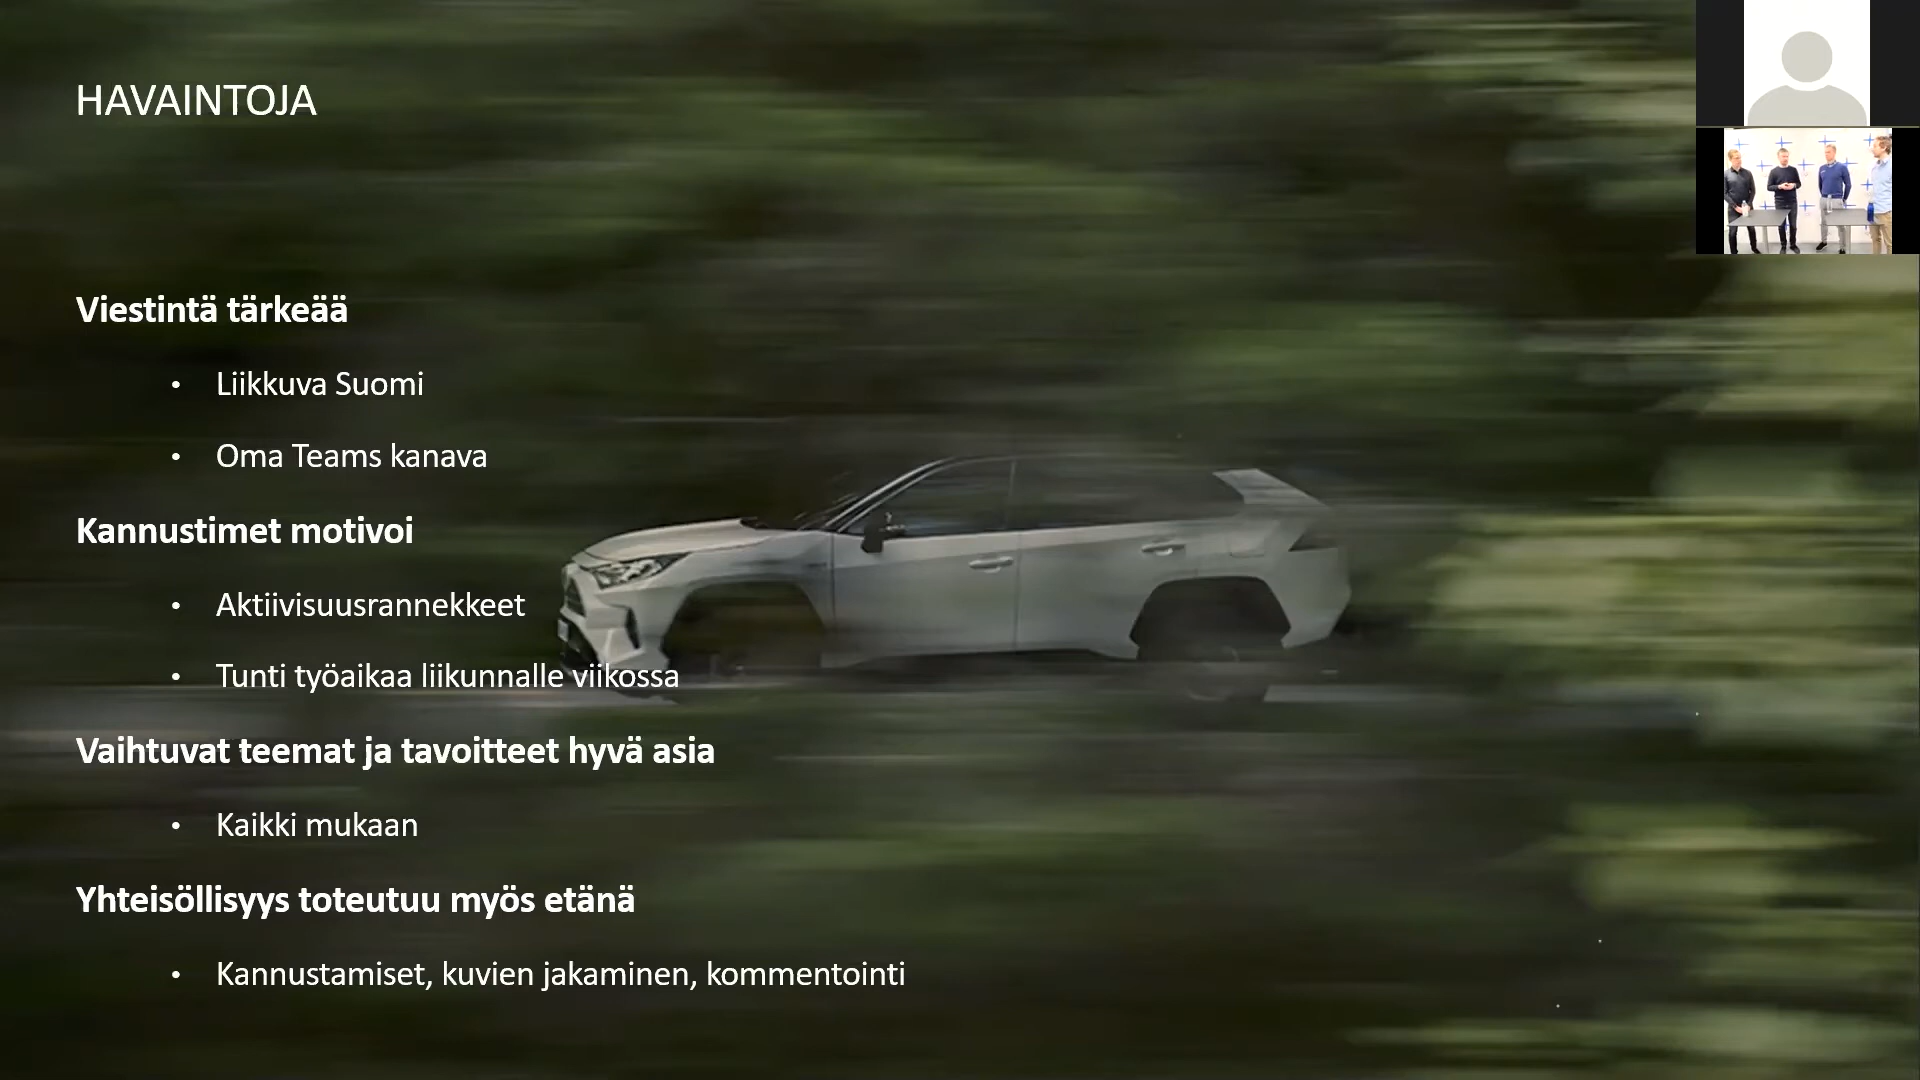 HAVAINTOJA
Viestintä tärkeää
• Liikkuva Suomi
• Oma Teams kanava
Kannustimet motivoi
• Aktiivisuusrannekkeet
• Tunti työaikaa liikunnalle viikossa
Vaihtuvat teemat ja tavoitteet hyvä asia
• Kaikki mukaan
Yhteisöllisyys toteutuu myös etänä
• Kannustamiset, kuvien jakaminen, kommentointi